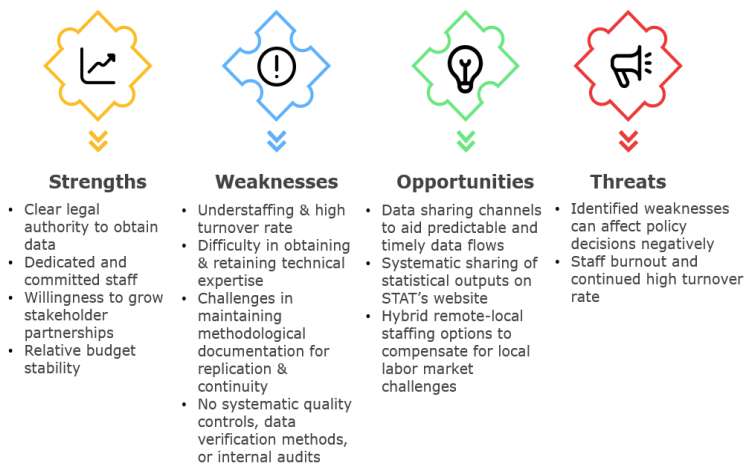 Strengths
• Clear legal
authority to obtain
data
• Dedicated and
committed staff
• Willingness to grow
stakeholder
partnerships
• Relative budget
stability
Weaknesses
• Understaffing & high
turnover rate
• Difficulty in obtaining
& retaining technical
expertise
• Challenges in
maintaining
methodological
documentation for
replication &
continuity
• No systematic quality
controls, data
verification methods,
or internal audits
Opportunities
• Data sharing channels
to aid predictable and
timely data flows
• Systematic sharing of
statistical outputs on
STAT’s website
• Hybrid remote-local
staffing options to
compensate for local
labor market
challenges
Threats
• Identified weaknesses
can affect policy
decisions negatively
• Staff burnout and
continued high turnover
rate